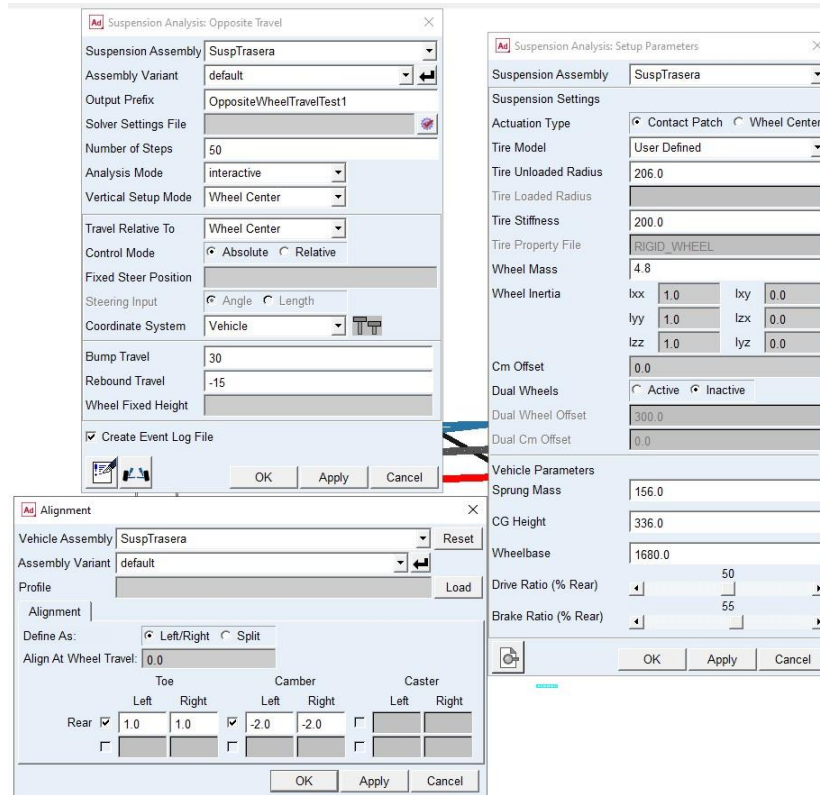 Suspension Analysis: Opposite Travel
Suspension Assembly SuspTrasera
Assembly Variant default
Output Prefix OppositeWheelTravelTest1
Solver Settings File
Number of Steps 50
Analysis Mode interactive
Vertical Setup Mode Wheel Center
Travel Relative To Wheel Center
Control Mode Absolute Relative
Fixed Steer Position
Steering Input Angle Length
Coordinate System Vehicle
Bump Travel 30
Rebound Travel -15
Wheel Fixed Height
Create Event Log File
OK Apply Cancel
Ad Suspension Analysis: Setup Parameters
Suspension Assembly SuspTrasera
Suspension Settings
Actuation Type Contact Patch Wheel Center
Tire Model User Defined
Tire Unloaded Radius 206.0
Tire Loaded Radius
Tire Stiffness 200.0
Tire Property File RIGID_WHEEL
Wheel Mass 4.8
Wheel Inertia Ixx 1.0 Ixy 0.0
Iyy 1.0 Izx 0.0
Izz 1.0 Iyz 0.0
Cm Offset 0.0
Dual Wheels Active Inactive
Dual Wheel Offset 300.0
Dual Cm Offset 0.0
Vehicle Parameters
Sprung Mass 156.0
CG Height 336.0
Wheelbase 1680.0
50
Drive Ratio (% Rear)
55
Brake Ratio (% Rear)
OK Apply Cancel
Ad Alignment
Vehicle Assembly SuspTrasera Reset
Assembly Variant default
Profile Load
Alignment
Define As: Left/Right Split
Align At Wheel Travel: 0.0
Toe Camber Caster
Left Right Left Right Left Right
Rear 1.0 1.0 -2.0 -2.0
OK Apply Cancel